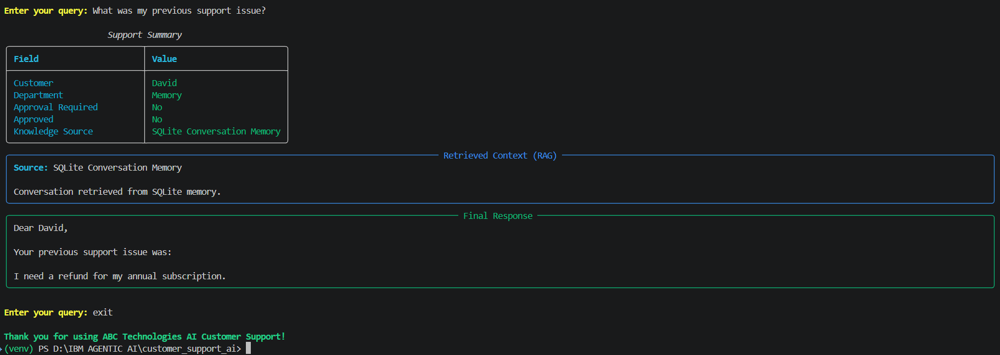 Enter your query: What was my previous support issue?
Support Summary
Field Value
Customer David
Department Memory
Approval Required No
Approved No
Knowledge Source SQLite Conversation Memory
Retrieved Context (RAG)
Source: SQLite Conversation Memory
Conversation retrieved from SQLite memory.
Final Response
Dear David,
Your previous support issue was:
I need a refund for my annual subscription.
Enter your query: exit
Thank you for using ABC Technologies AI Customer Support!
(venv) PS D:\IBM AGENTIC AI\customer_support_ai>